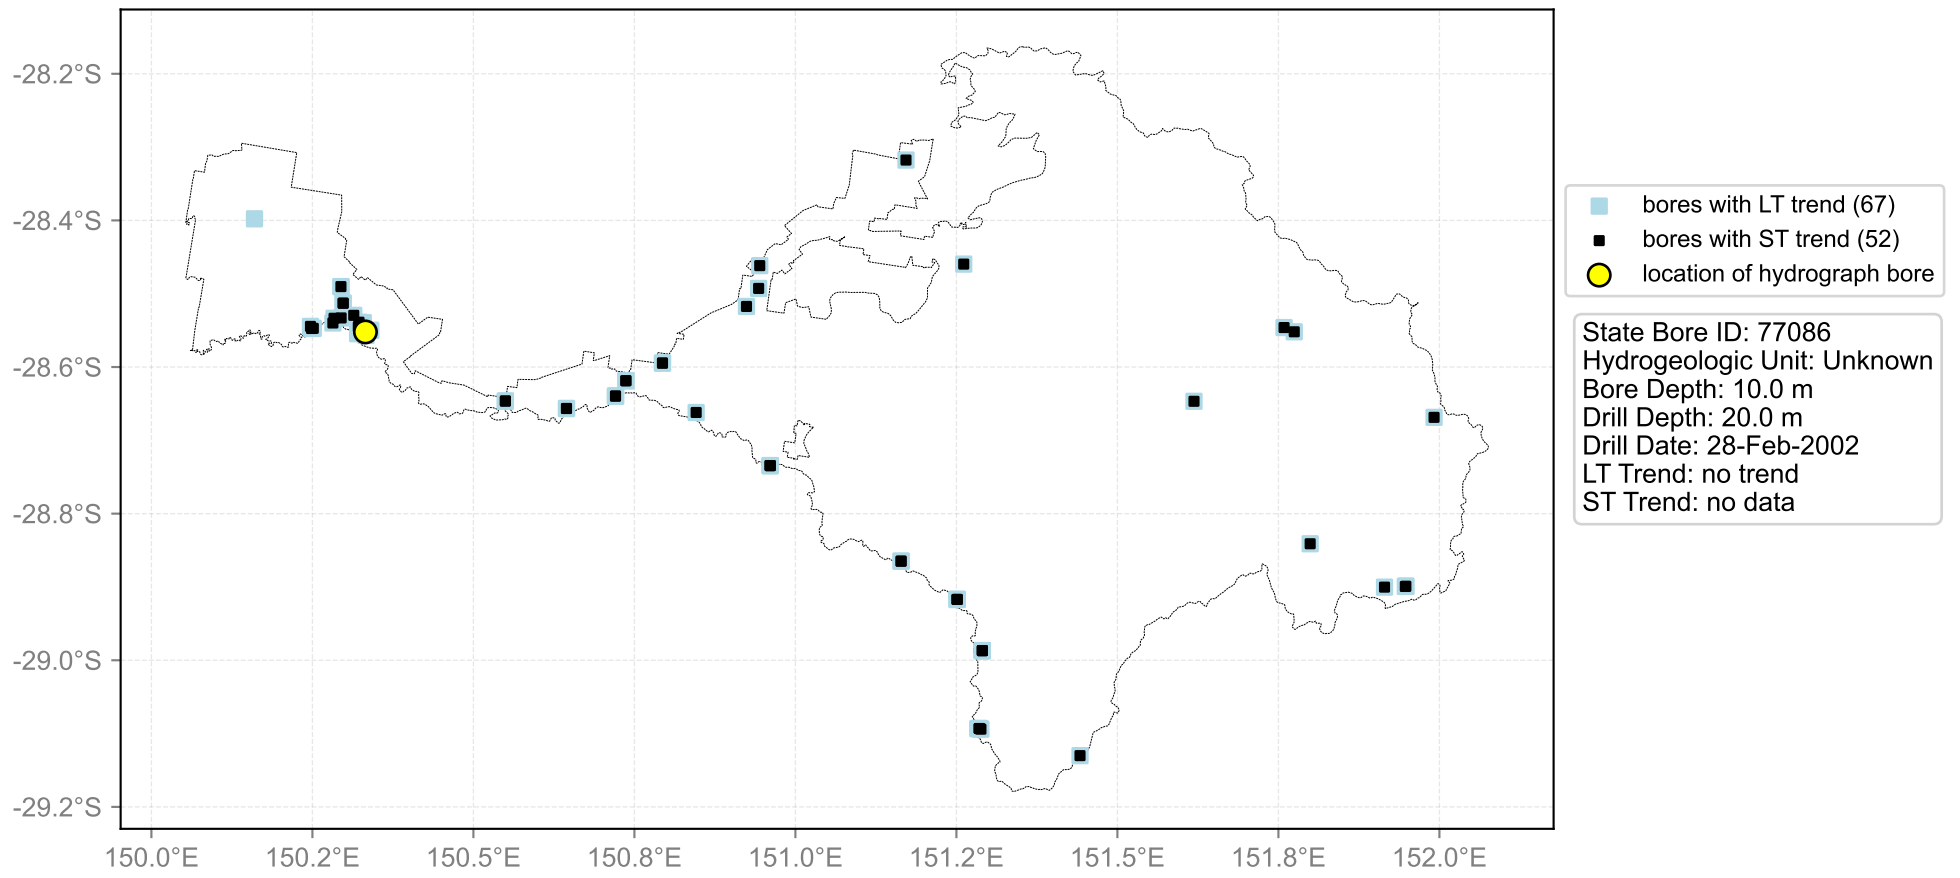 -28.2°S
-28.4°S
-28.6°S
-28.8°S
-29.0°S
-29.2°S
150.0°E 150.2°E 150.5°E 150.8°E 151.0°E 151.2°E 151.5°E 151.8°E 152.0°E
bores with LT trend (67)
bores with ST trend (52)
location of hydrograph bore
State Bore ID: 77086
Hydrogeologic Unit: Unknown
Bore Depth: 10.0 m
Drill Depth: 20.0 m
Drill Date: 28-Feb-2002
LT Trend: no trend
ST Trend: no data